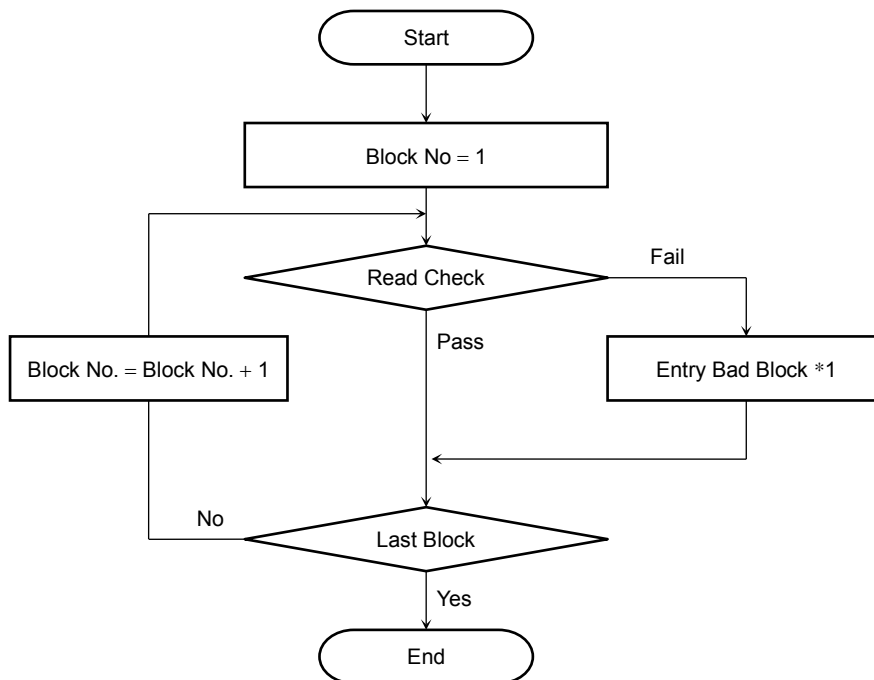 Start
Block No = 1
Read Check
Fail
Pass
Block No. = Block No. + 1
Entry Bad Block *1
No
Last Block
Yes
End